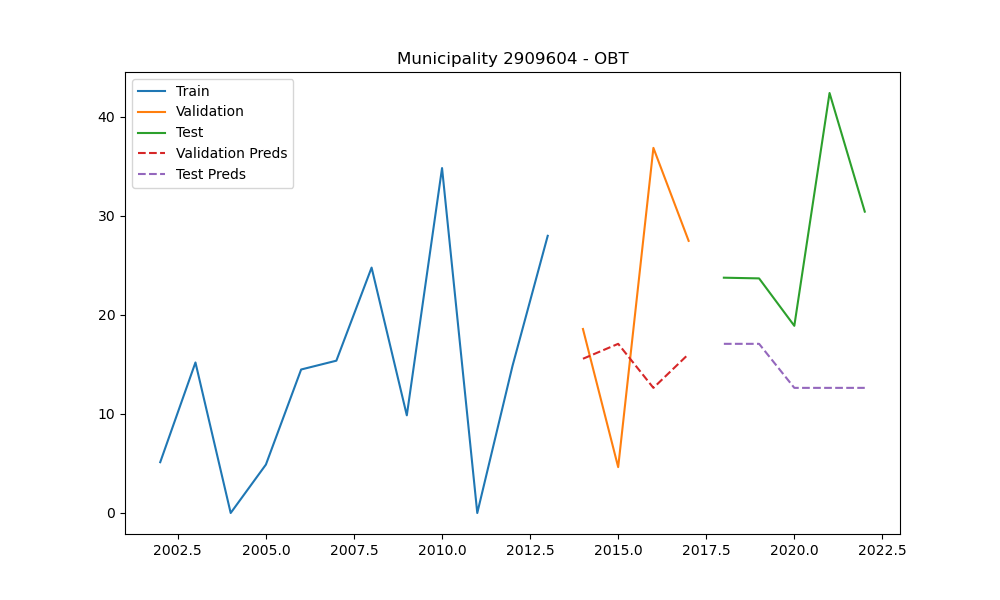 Municipality 2909604 - OBT
Train
Validation
Test
Validation Preds
Test Preds
40
30
20
10
0
2002.5 2005.0 2007.5 2010.0 2012.5 2015.0 2017.5 2020.0 2022.5